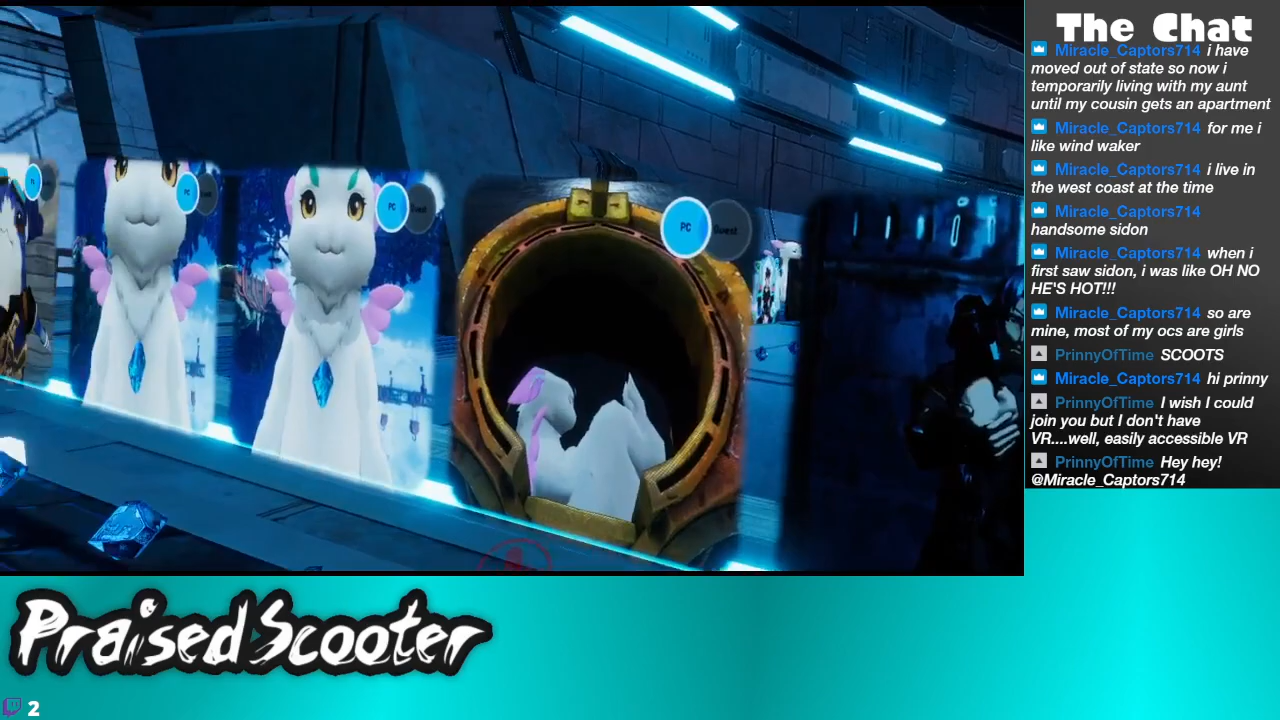 The Chat
Miracle_Captors714 i have
moved out of state so now i
temporarily living with my aunt
until my cousin gets an apartment
Miracle_Captors714 for me i
like wind waker
Miracle_Captors714 i live in
the west coast at the time
Miracle_Captors714
handsome sidon
Miracle_Captors714 when i
first saw sidon, i was like OH NO
HE'S HOT!!!
Miracle_Captors714 so are
mine, most of my ocs are girls
PrinnyOfTime SCOOTS
Miracle_Captors714 hi prinny
PrinnyOfTime I wish I could
join you but I don't have
VR....well, easily accessible VR
PrinnyOfTime Hey hey!
@Miracle_Captors714
PC
PC Guest
PC Guest
PraisedScooter
2